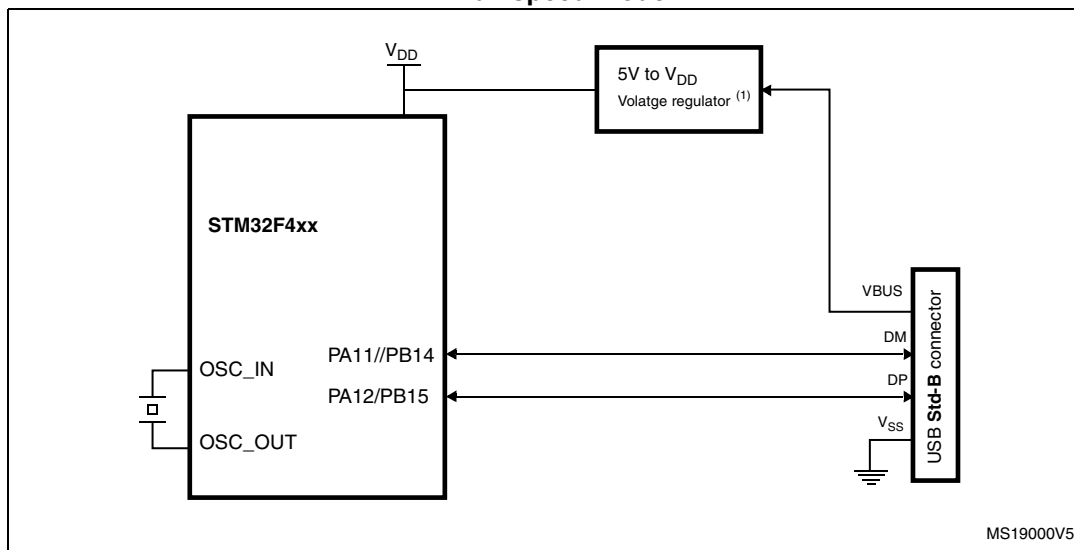 V_DD
5V to V_DD
Volatge regulator (1)
STM32F4xx
VBUS
DM
PA11//PB14
OSC_IN
DP
PA12/PB15
V_SS
OSC_OUT
USB Std-B connector
MS19000V5